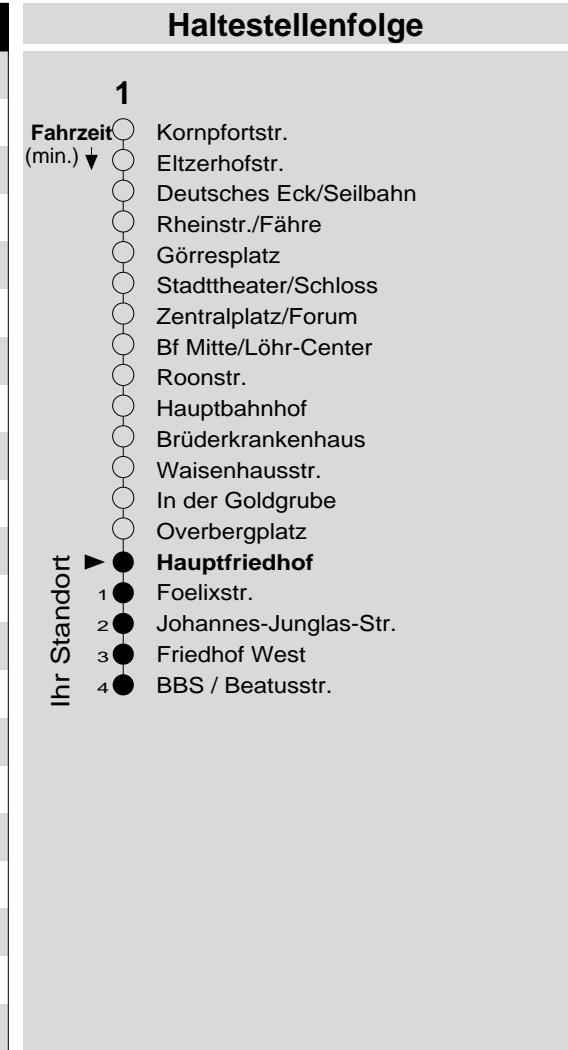 Haltestellenfolge
1
Fahrzeit Kornpfortstr.
(min.) Eltzerhofstr.
Deutsches Eck/Seilbahn
Rheinstr./Fähre
Görresplatz
Stadttheater/Schloss
Zentralplatz/Forum
Bf Mitte/Löhr-Center
Roonstr.
Hauptbahnhof
Brüderkrankenhaus
Waisenhausstr.
In der Goldgrube
Overbergplatz
Ihr Standort
Hauptfriedhof
1 Foelixstr.
2 Johannes-Junglas-Str.
3 Friedhof West
4 BBS / Beatusstr.